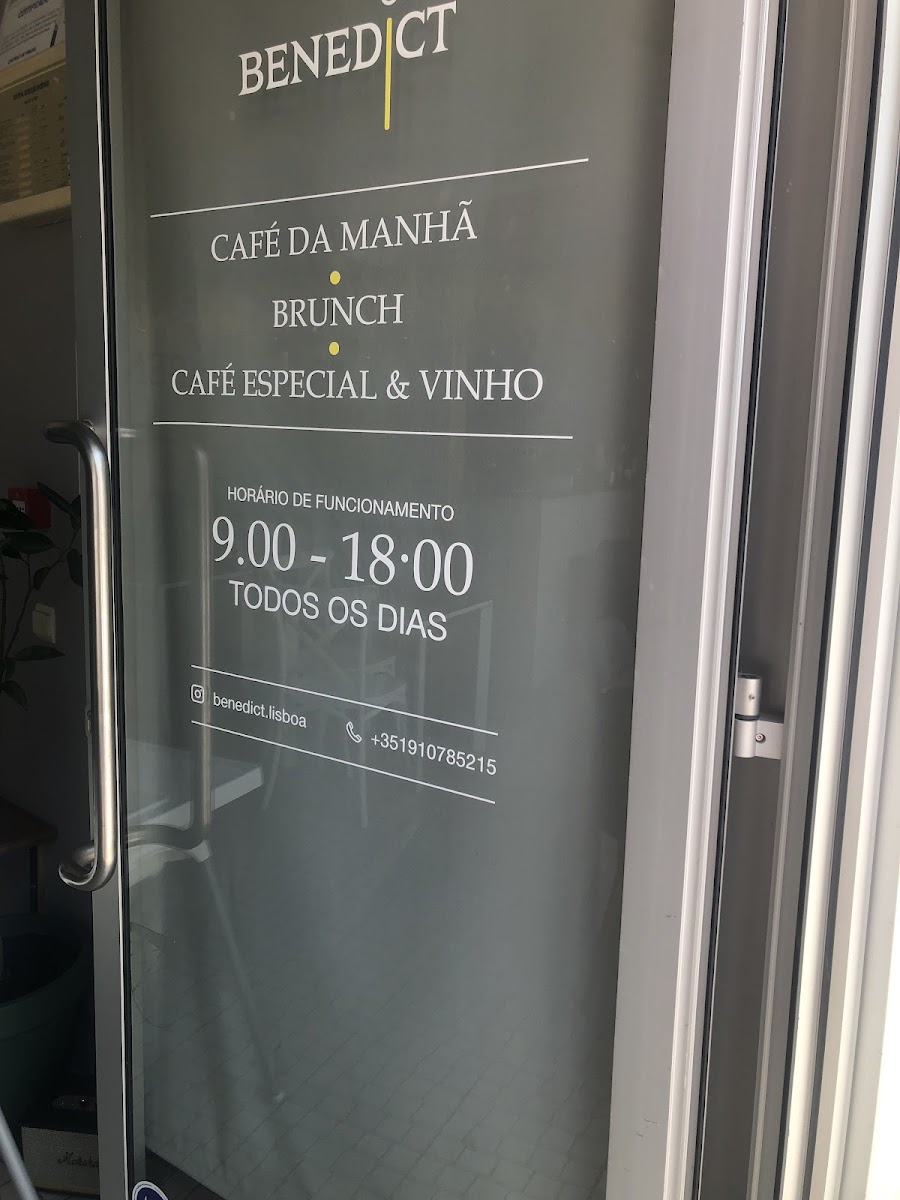 BENEDICT
CAFÉ DA MANHÃ
BRUNCH
CAFÉ ESPECIAL & VINHO
HORÁRIO DE FUNCIONAMENTO
9.00 - 18·00
TODOS OS DIAS
benedict.lisboa
+351910785215